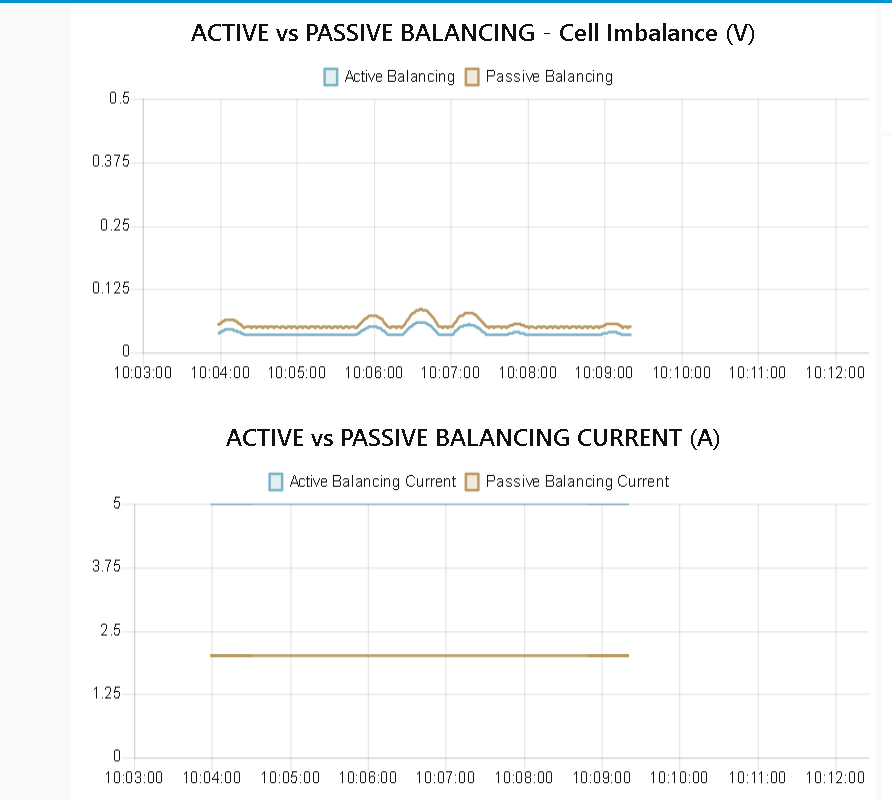 ACTIVE vs PASSIVE BALANCING - Cell Imbalance (V)
Active Balancing Passive Balancing
0.5
0.375
0.25
0.125
0
10:03:00 10:04:00 10:05:00 10:06:00 10:07:00 10:08:00 10:09:00 10:10:00 10:11:00 10:12:00
ACTIVE vs PASSIVE BALANCING CURRENT (A)
Active Balancing Current Passive Balancing Current
5
3.75
2.5
1.25
0
10:03:00 10:04:00 10:05:00 10:06:00 10:07:00 10:08:00 10:09:00 10:10:00 10:11:00 10:12:00